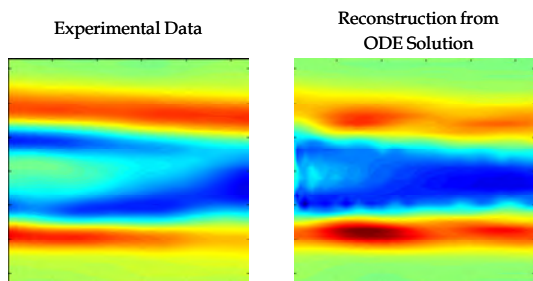 Experimental Data
Reconstruction from
ODE Solution